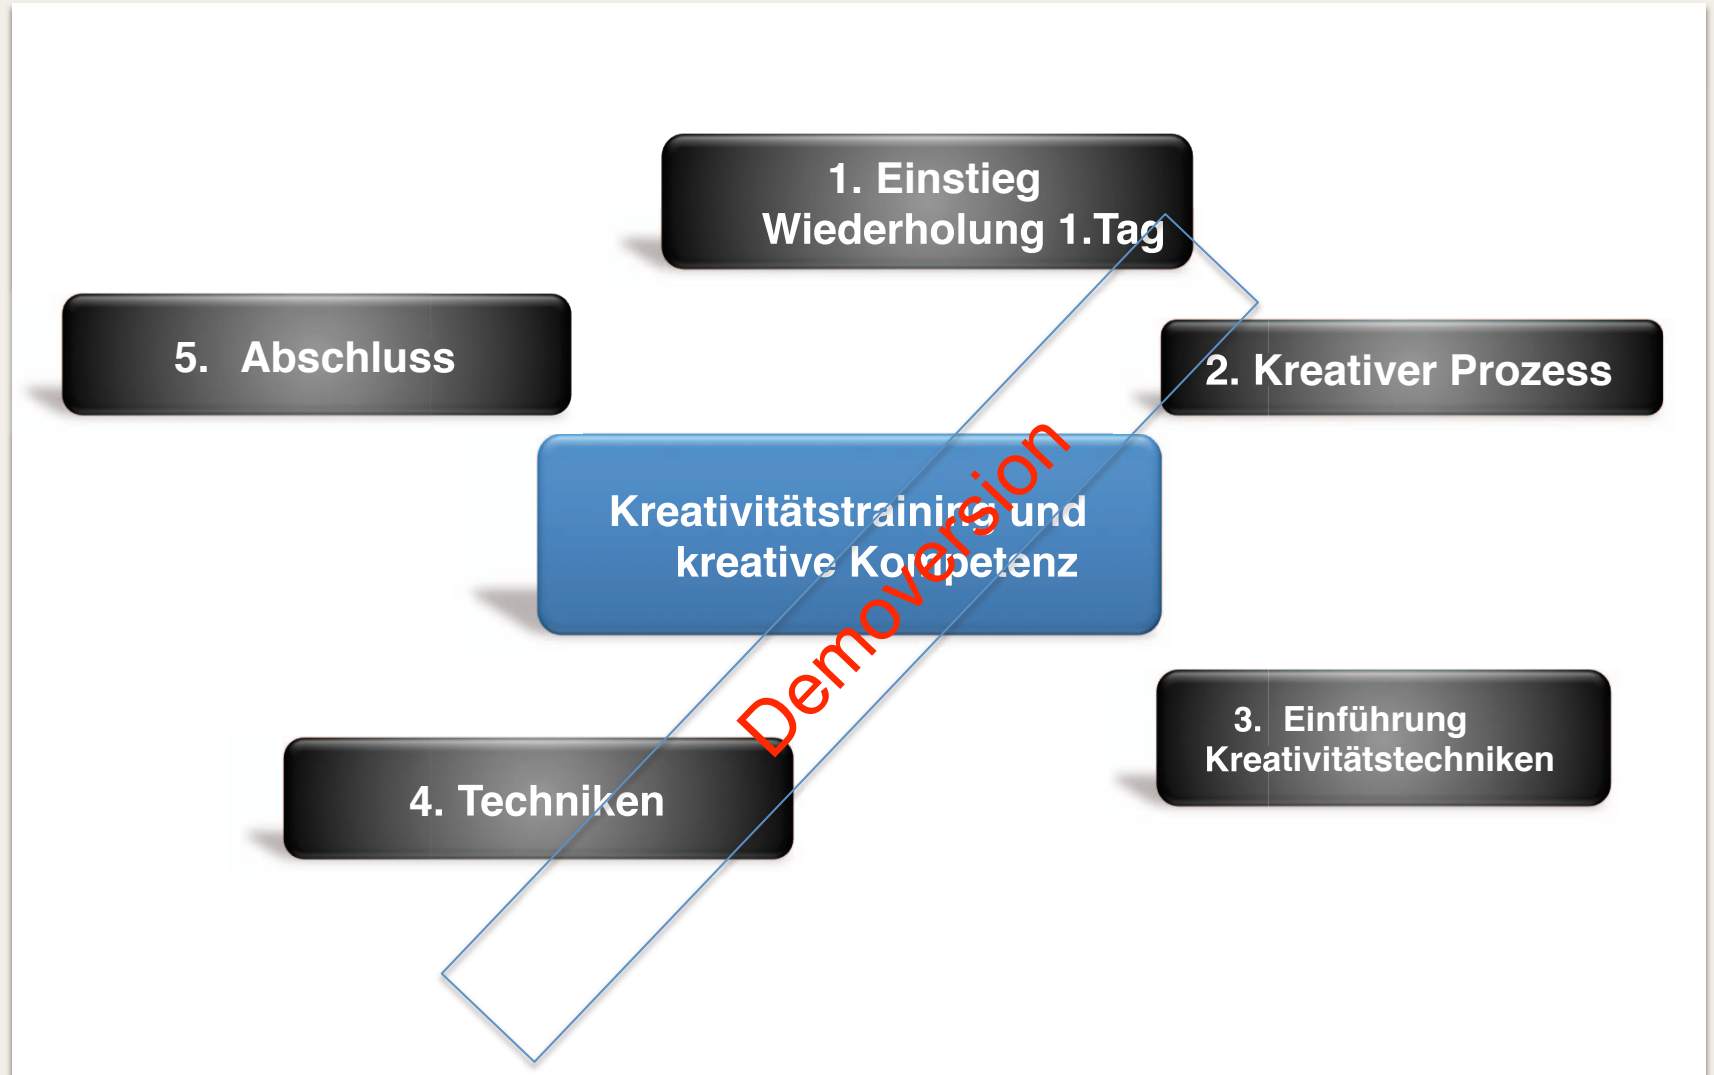 1. Einstieg
Wiederholung 1.Tag
2. Kreativer Prozess
3. Einführung
Kreativitätstechniken
4. Techniken
5. Abschluss
Kreativitätstraining und
kreative Kompetenz
Demoversion